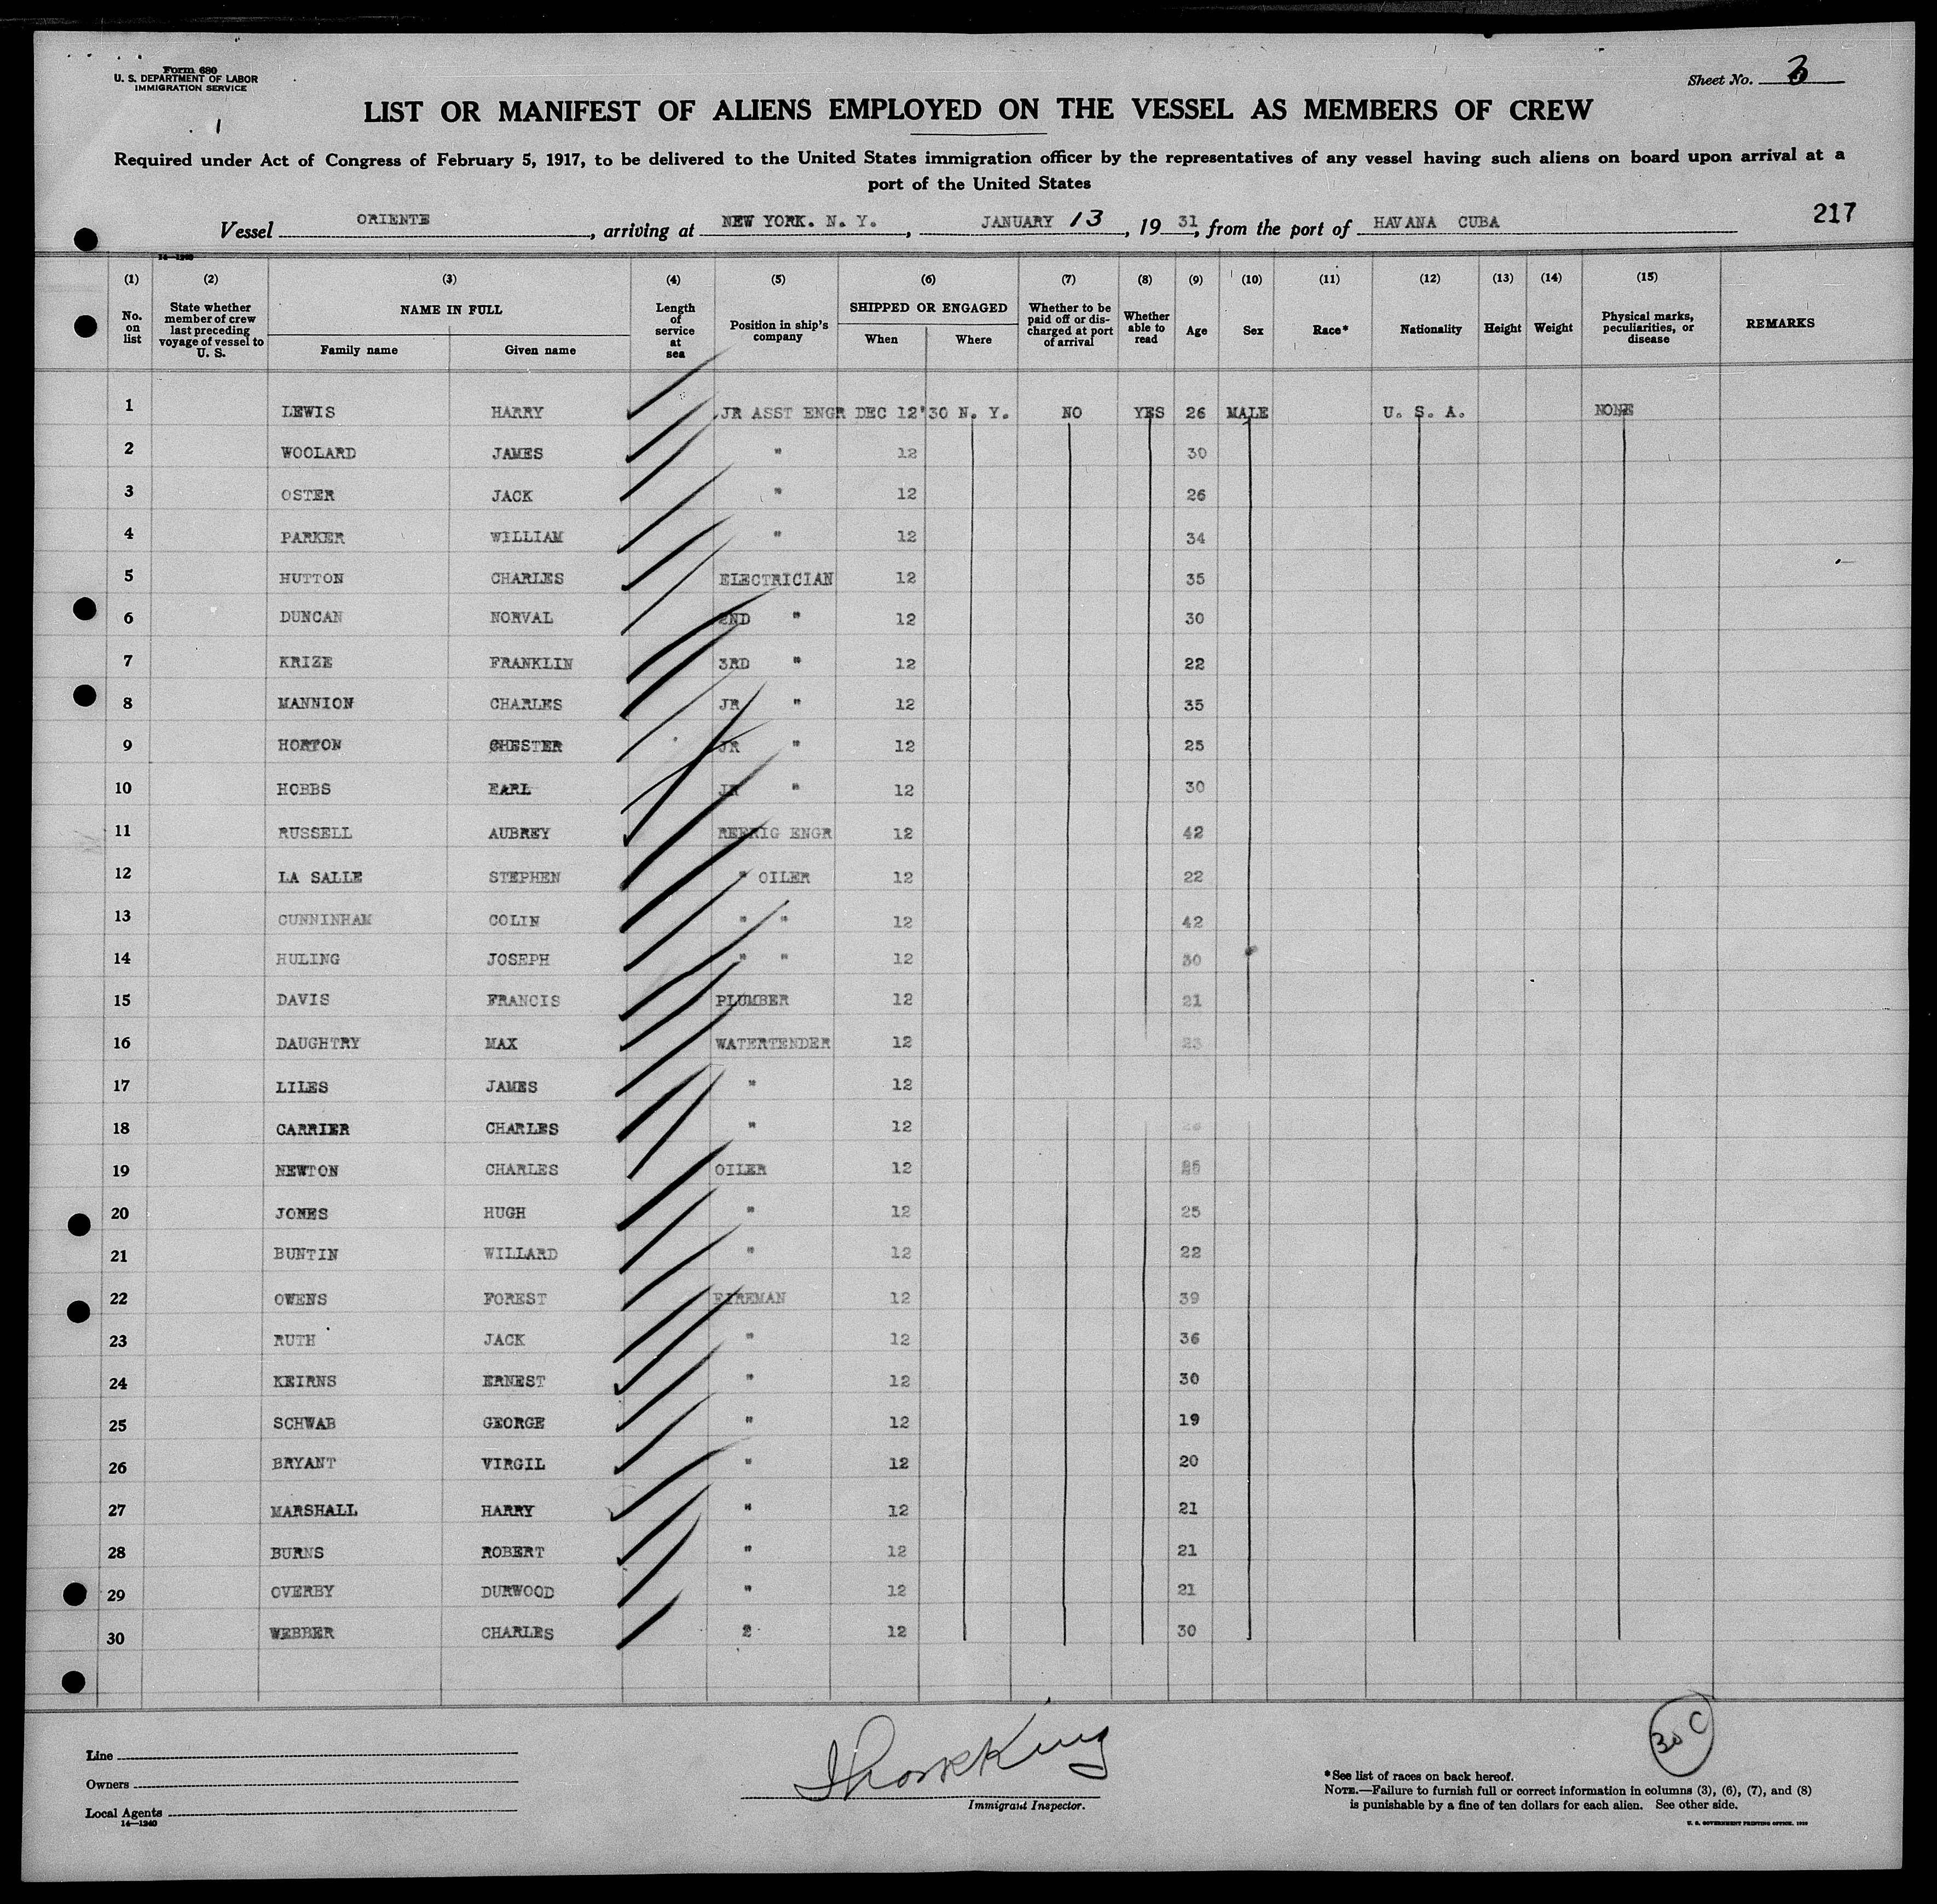 Form 680
U. S. DEPARTMENT OF LABOR
IMMIGRATION SERVICE
Sheet No. 3
LIST OR MANIFEST OF ALIENS EMPLOYED ON THE VESSEL AS MEMBERS OF CREW
Required under Act of Congress of February 5, 1917, to be delivered to the United States immigration officer by the representatives of any vessel having such aliens on board upon arrival at a
port of the United States
217
Vessel ORIENTE, arriving at NEW YORK. N. Y., JANUARY 13, 19 31, from the port of HAVANA CUBA
14—1240
(1) (2) (3) (4) (5) (6) (7) (8) (9) (10) (11) (12) (13) (14) (15)
No. on list State whether member of crew last preceding voyage of vessel to U. S. NAME IN FULL Family name Given name Length of service at sea Position in ship's company SHIPPED OR ENGAGED When Where Whether to be paid off or discharged at port of arrival Whether able to read Age Sex Race* Nationality Height Weight Physical marks, peculiarities, or disease REMARKS
1 LEWIS HARRY JR ASST ENGR DEC 12'30 N. Y. NO YES 26 MALE U. S. A. NONE
2 WOOLARD JAMES " 12 30
3 OSTER JACK " 12 26
4 PARKER WILLIAM " 12 34
5 HUTTON CHARLES ELECTRICIAN 12 35
6 DUNCAN NORVAL 2ND " 12 30
7 KRIZE FRANKLIN 3RD " 12 22
8 MANNION CHARLES JR " 12 35
9 HORTON CHESTER JR " 12 25
10 HOBBS EARL JR " 12 30
11 RUSSELL AUBREY REFRIG ENGR 12 42
12 LA SALLE STEPHEN " OILER 12 22
13 CUNNINHAM COLIN " " 12 42
14 HULING JOSEPH " " 12 30
15 DAVIS FRANCIS PLUMBER 12 21
16 DAUGHTRY MAX WATERTENDER 12 23
17 LILES JAMES " 12
18 CARRIER CHARLES " 12
19 NEWTON CHARLES OILER 12
20 JONES HUGH " 12 25
21 BUNTIN WILLARD " 12 22
22 OWENS FOREST FIREMAN 12 39
23 RUTH JACK " 12 36
24 KEIRNS ERNEST " 12 30
25 SCHWAB GEORGE " 12 19
26 BRYANT VIRGIL " 12 20
27 MARSHALL HARRY " 12 21
28 BURNS ROBERT " 12 21
29 OVERBY DURWOOD " 12 21
30 WEBBER CHARLES 2 12 30
30 C
Line
Owners
Local Agents
14—1240
Immigrant Inspector.
*See list of races on back hereof.
NOTE.—Failure to furnish full or correct information in columns (3), (6), (7), and (8)
is punishable by a fine of ten dollars for each alien. See other side.